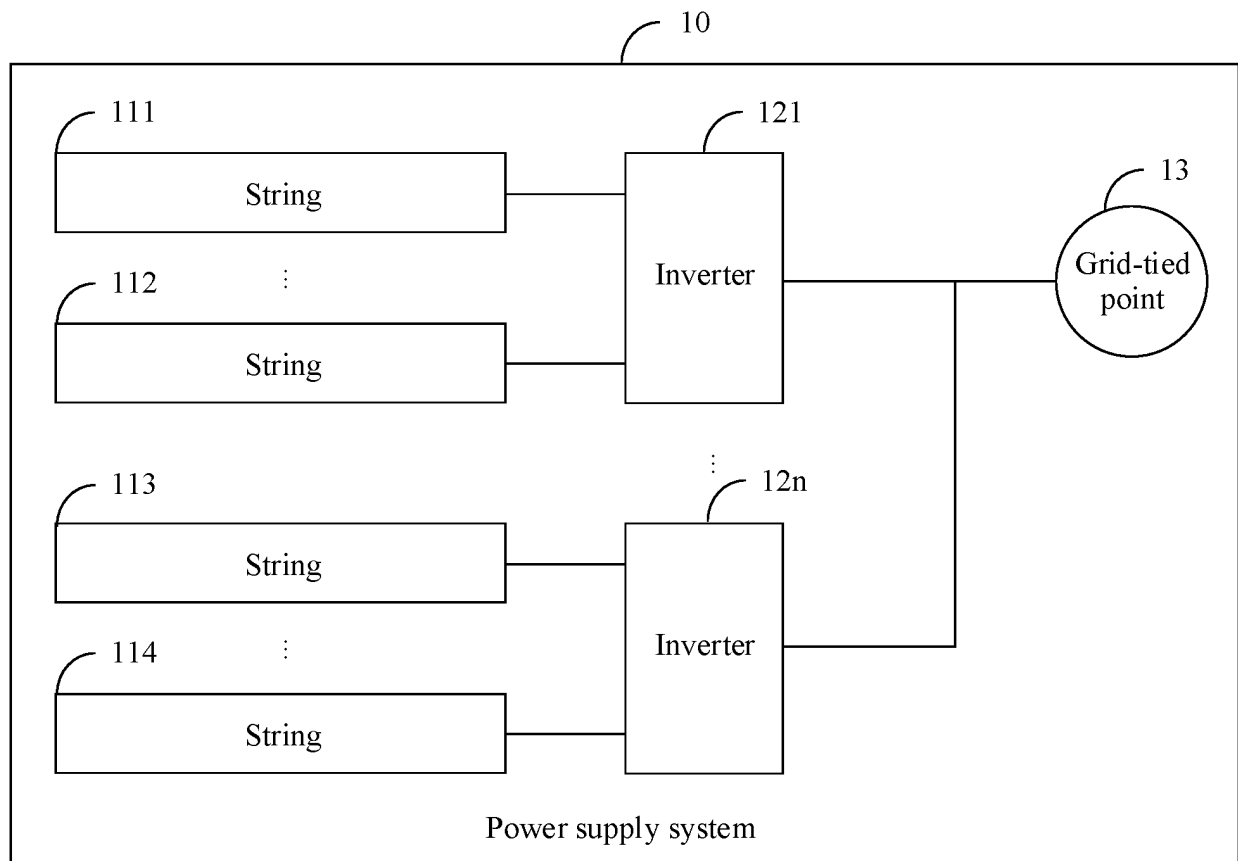 10
111
String
⋮
112
String
121
Inverter
13
Grid-tied
point
⋮
113
String
⋮
114
String
12n
Inverter
Power supply system